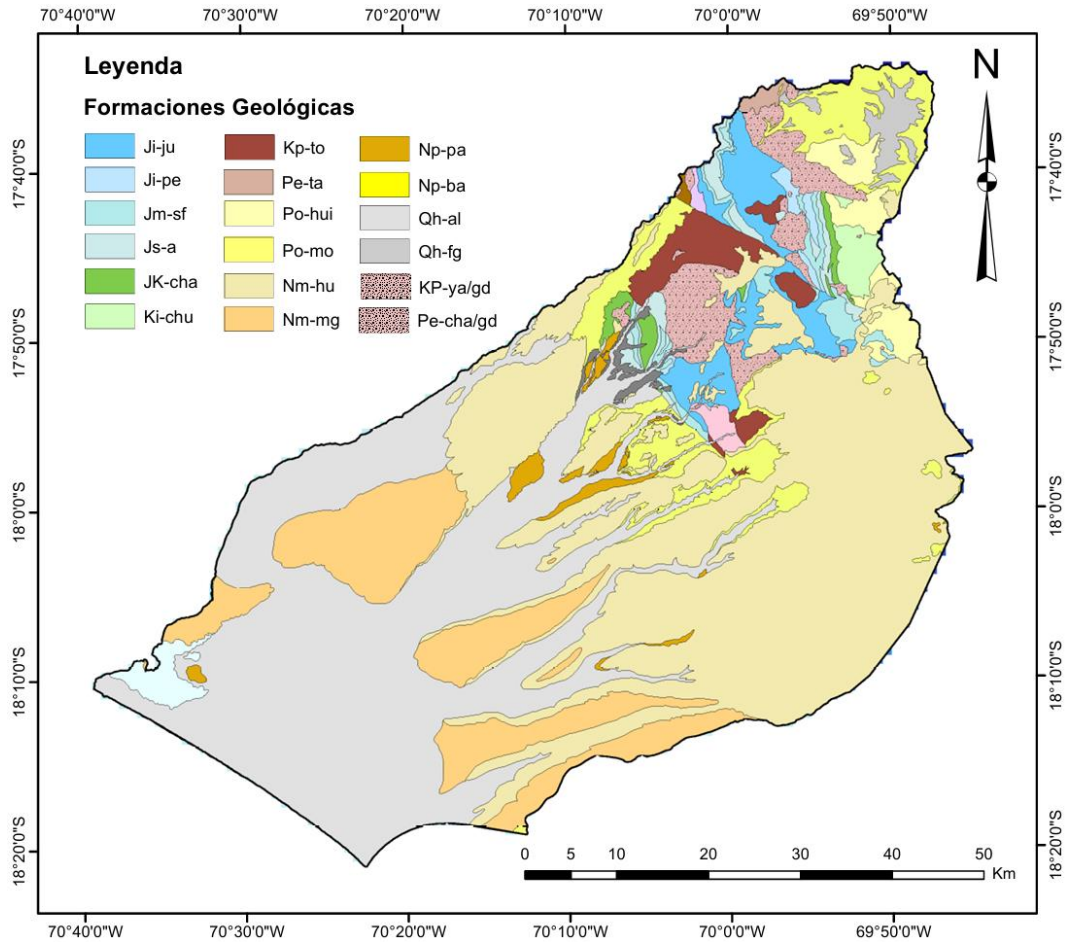 70°40'0"W 70°30'0"W 70°20'0"W 70°10'0"W 70°0'0"W 69°50'0"W
Leyenda
Formaciones Geológicas
Ji-ju Kp-to Np-pa
Ji-pe Pe-ta Np-ba
Jm-sf Po-hui Qh-al
Js-a Po-mo Qh-fg
JK-cha Nm-hu KP-ya/gd
Ki-chu Nm-mg Pe-cha/gd
N
17°40'0"S 17°40'0"S
17°50'0"S 17°50'0"S
18°0'0"S 18°0'0"S
18°10'0"S 18°10'0"S
18°20'0"S 18°20'0"S
0 5 10 20 30 40 50
Km
70°40'0"W 70°30'0"W 70°20'0"W 70°10'0"W 70°0'0"W 69°50'0"W